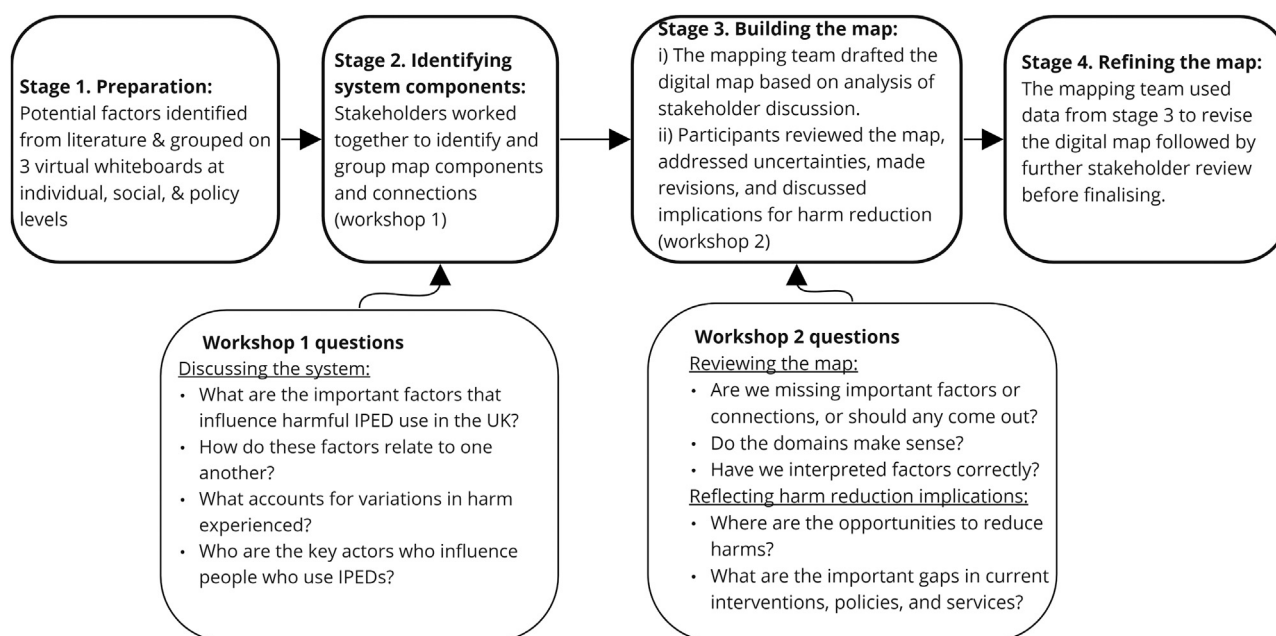 Stage 1. Preparation:
Potential factors identified
from literature & grouped on
3 virtual whiteboards at
individual, social, & policy
levels
Stage 2. Identifying
system components:
Stakeholders worked
together to identify and
group map components
and connections
(workshop 1)
Stage 3. Building the map:
i) The mapping team drafted the
digital map based on analysis of
stakeholder discussion.
ii) Participants reviewed the map,
addressed uncertainties, made
revisions, and discussed
implications for harm reduction
(workshop 2)
Stage 4. Refining the map:
The mapping team used
data from stage 3 to revise
the digital map followed by
further stakeholder review
before finalising.
Workshop 1 questions
Discussing the system:
• What are the important factors that
influence harmful IPED use in the UK?
• How do these factors relate to one
another?
• What accounts for variations in harm
experienced?
• Who are the key actors who influence
people who use IPEDs?
Workshop 2 questions
Reviewing the map:
• Are we missing important factors or
connections, or should any come out?
• Do the domains make sense?
• Have we interpreted factors correctly?
Reflecting harm reduction implications:
• Where are the opportunities to reduce
harms?
• What are the important gaps in current
interventions, policies, and services?